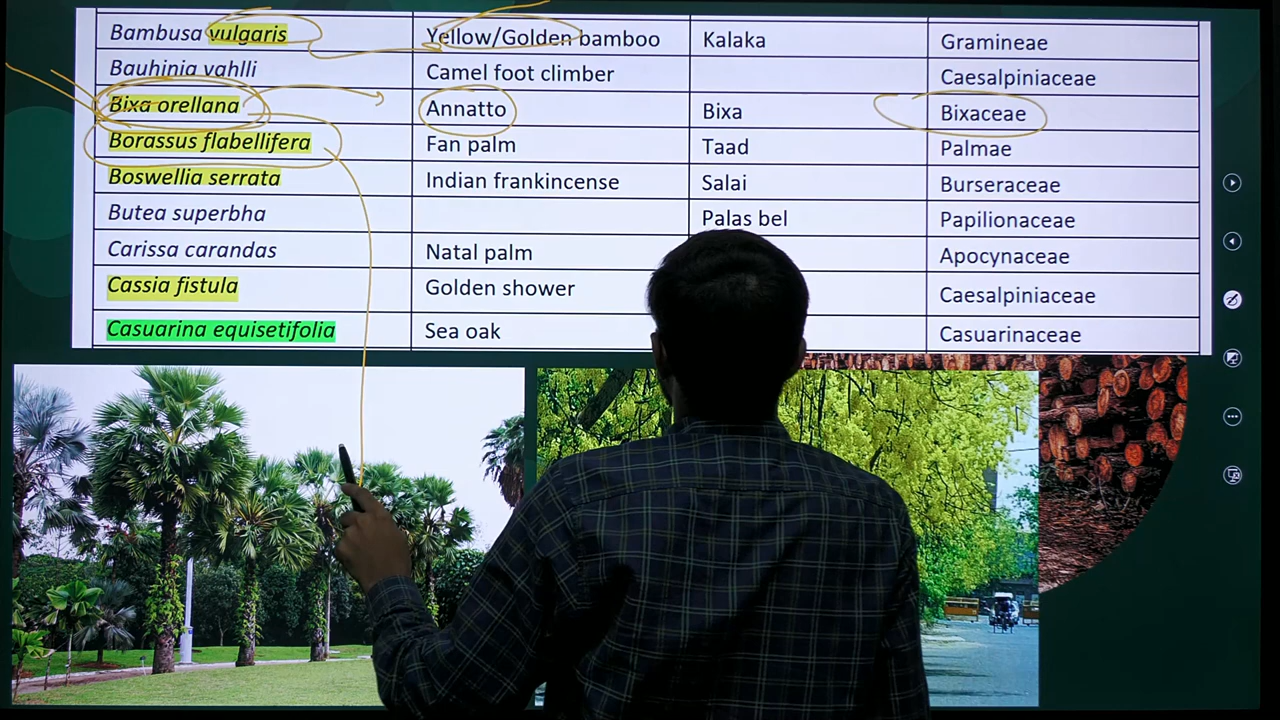 Bambusa vulgaris Yellow/Golden bamboo Kalaka Gramineae
Bauhinia vahlli Camel foot climber Caesalpiniaceae
Bixa orellana Annatto Bixa Bixaceae
Borassus flabellifera Fan palm Taad Palmae
Boswellia serrata Indian frankincense Salai Burseraceae
Butea superbha Palas bel Papilionaceae
Carissa carandas Natal palm Apocynaceae
Cassia fistula Golden shower Caesalpiniaceae
Casuarina equisetifolia Sea oak Casuarinaceae